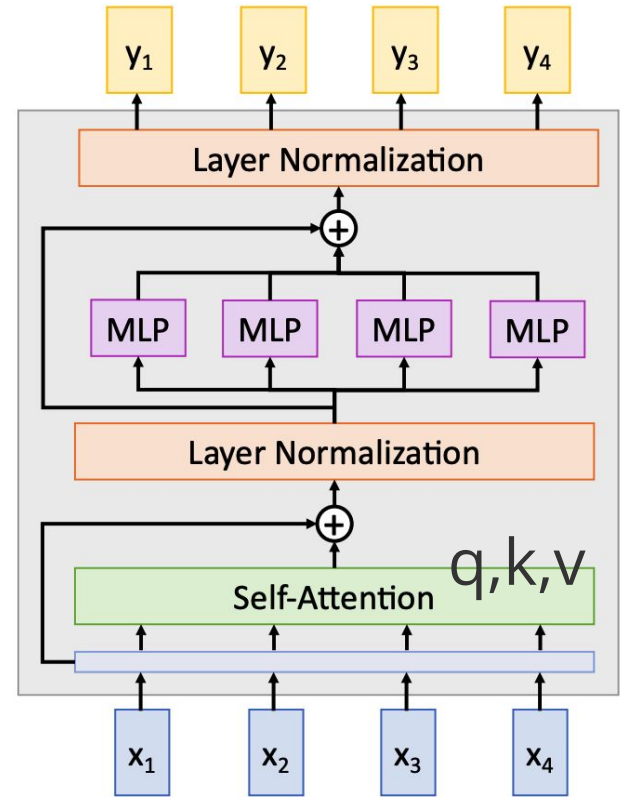 y₁ y₂ y₃ y₄
Layer Normalization
+
MLP MLP MLP MLP
Layer Normalization
+
q,k,v
Self-Attention
x₁ x₂ x₃ x₄